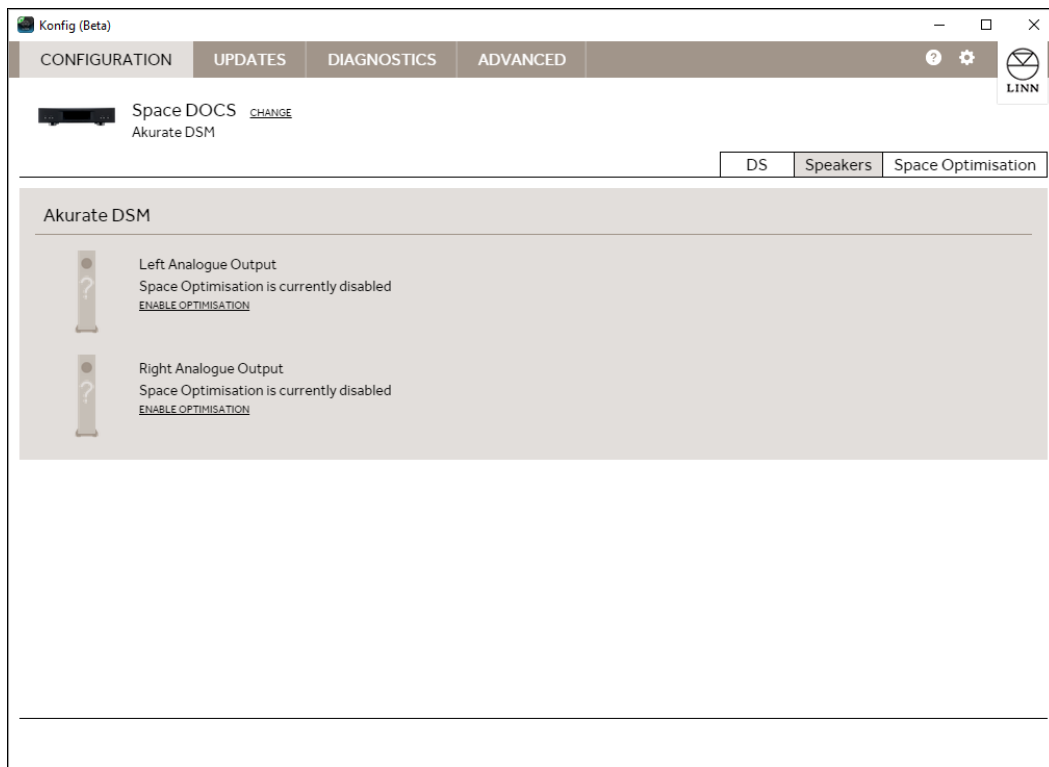 Konfig (Beta)
CONFIGURATION UPDATES DIAGNOSTICS ADVANCED
?
LINN
Space DOCS CHANGE
Akurate DSM
DS Speakers Space Optimisation
Akurate DSM
?
Left Analogue Output
Space Optimisation is currently disabled
ENABLE OPTIMISATION
?
Right Analogue Output
Space Optimisation is currently disabled
ENABLE OPTIMISATION